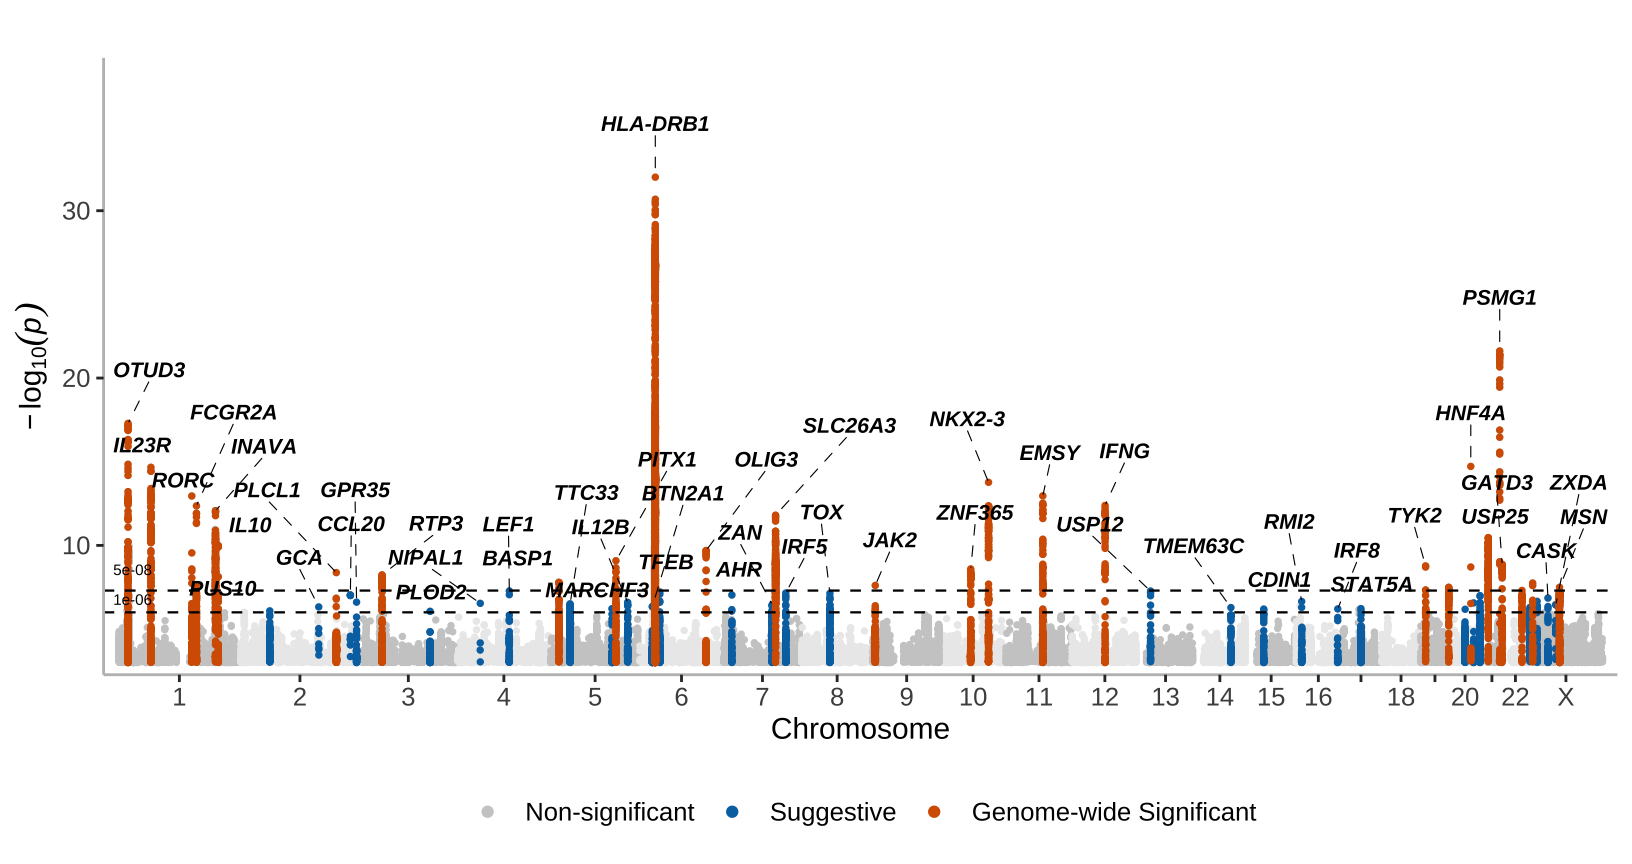 HLA-DRB1
30
PSMG1
20
OTUD3
FCGR2A
HNF4A
NKX2-3
SLC26A3
IL23R
INAVA
EMSY
IFNG
PITX1
OLIG3
RORC
PLCL1
GPR35
TTC33
BTN2A1
GATD3
ZXDA
IL10
CCL20
RTP3
LEF1
IL12B
ZAN
TOX
ZNF365
USP12
RMI2
TYK2
USP25
MSN
10
GCA
NIPAL1
BASP1
TFEB
IRF5
JAK2
TMEM63C
IRF8
CASK
5e-08
AHR
CDIN1
STAT5A
PUS10
PLOD2
MARCHF3
1e-06
−log10(p)
1 2 3 4 5 6 7 8 9 10 11 12 13 14 15 16 18 20 22 X
Chromosome
Non-significant Suggestive Genome-wide Significant